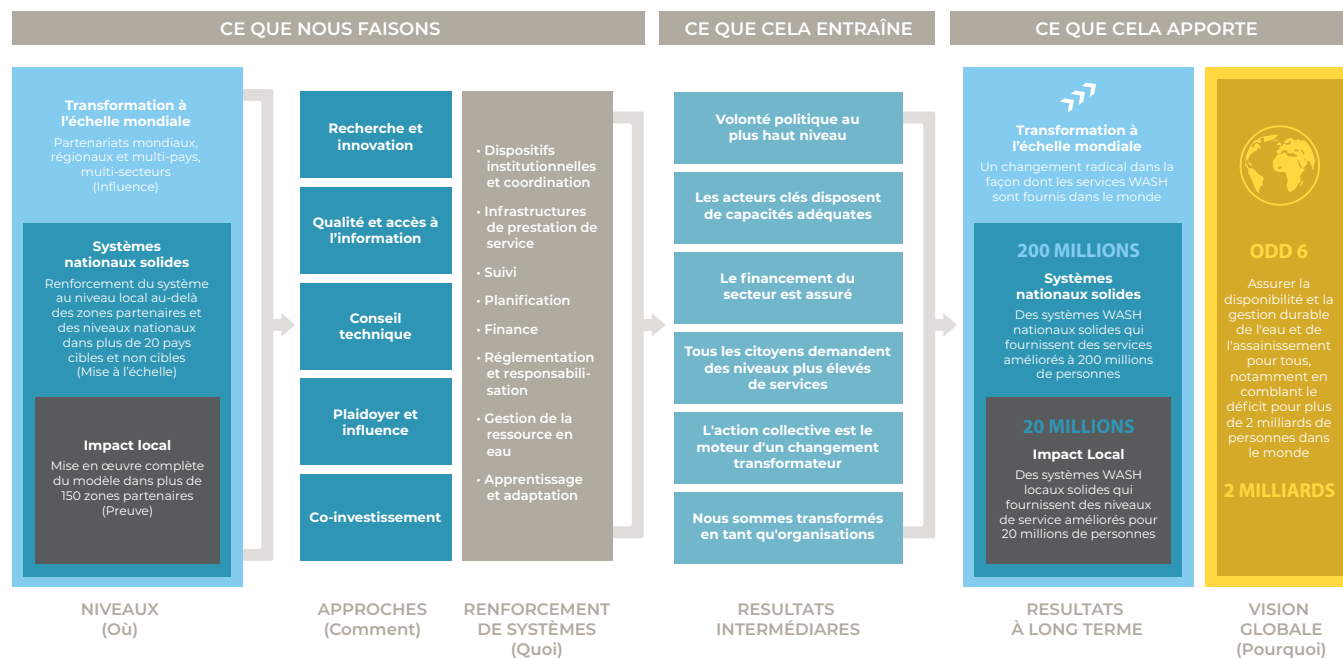 CE QUE NOUS FAISONS
CE QUE CELA ENTRAÎNE
CE QUE CELA APPORTE
Transformation à
l'échelle mondiale
Partenariats mondiaux,
régionaux et multi-pays,
multi-secteurs
(Influence)
Systèmes
nationaux solides
Renforcement du système
au niveau local au-delà
des zones partenaires et
des niveaux nationaux
dans plus de 20 pays
cibles et non cibles
(Mise à l'échelle)
Impact local
Mise en œuvre complète
du modèle dans plus de
150 zones partenaires
(Preuve)
NIVEAUX
(Où)
Recherche et
innovation
Qualité et accès à
l'information
Conseil
technique
Plaidoyer et
influence
Co-investissement
APPROCHES
(Comment)
• Dispositifs
institutionnelles
et coordination
• Infrastructures
de prestation de
service
• Suivi
• Planification
• Finance
• Réglementation
et responsabili-
sation
• Gestion de la
ressource en
eau
• Apprentissage
et adaptation
RENFORCEMENT
DE SYSTÈMES
(Quoi)
Volonté politique au
plus haut niveau
Les acteurs clés disposent
de capacités adéquates
Le financement du
secteur est assuré
Tous les citoyens demandent
des niveaux plus élevés
de services
L'action collective est le
moteur d'un changement
transformateur
Nous sommes transformés
en tant qu'organisations
RESULTATS
INTERMÉDIARES
Transformation à
l'échelle mondiale
Un changement radical dans la
façon dont les services WASH
sont fournis dans le monde
200 MILLIONS
Systèmes
nationaux solides
Des systèmes WASH
nationaux solides qui
fournissent des services
améliorés à 200 millions
de personnes
20 MILLIONS
Impact Local
Des systèmes WASH
locaux solides qui
fournissent des niveaux
de service améliorés pour
20 millions de personnes
RESULTATS
À LONG TERME
ODD 6
Assurer la
disponibilité et la
gestion durable
de l'eau et de
l'assainissement
pour tous,
notamment en
comblant le
déficit pour plus
de 2 milliards de
personnes dans
le monde
2 MILLIARDS
VISION
GLOBALE
(Pourquoi)